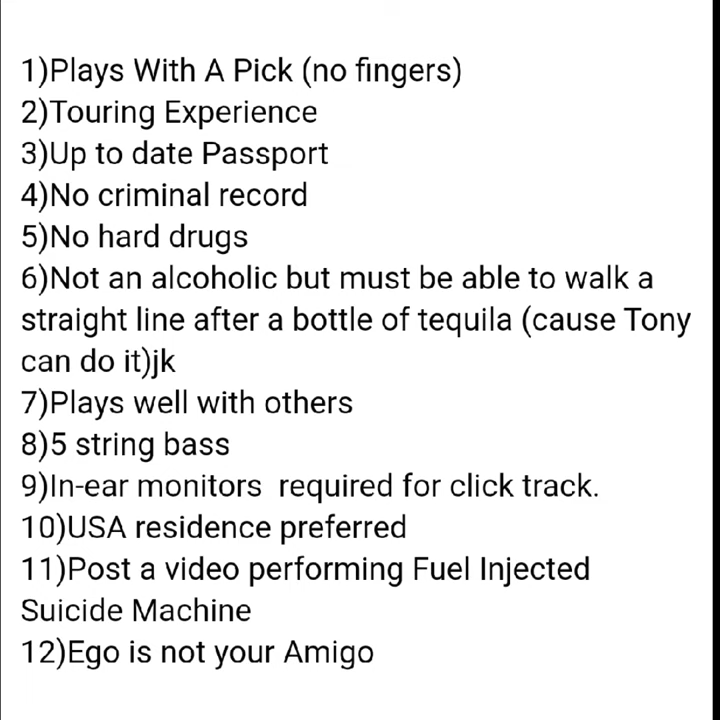 1)Plays With A Pick (no fingers)
2)Touring Experience
3)Up to date Passport
4)No criminal record
5)No hard drugs
6)Not an alcoholic but must be able to walk a
straight line after a bottle of tequila (cause Tony
can do it)jk
7)Plays well with others
8)5 string bass
9)In-ear monitors  required for click track.
10)USA residence preferred
11)Post a video performing Fuel Injected
Suicide Machine
12)Ego is not your Amigo